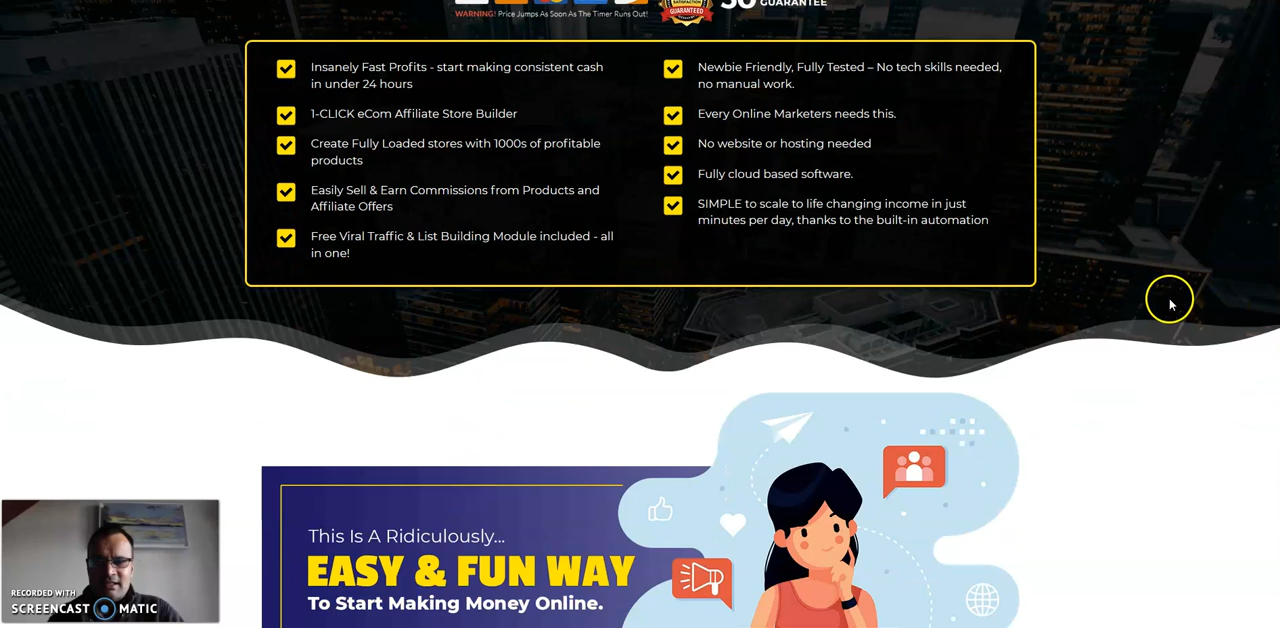 GUARANTEE
SATISFACTION
GUARANTEED
WARNING! Price Jumps As Soon As The Timer Runs Out!
Insanely Fast Profits - start making consistent cash
in under 24 hours
1-CLICK eCom Affiliate Store Builder
Create Fully Loaded stores with 1000s of profitable
products
Easily Sell & Earn Commissions from Products and
Affiliate Offers
Free Viral Traffic & List Building Module included - all
in one!
Newbie Friendly, Fully Tested – No tech skills needed,
no manual work.
Every Online Marketers needs this.
No website or hosting needed
Fully cloud based software.
SIMPLE to scale to life changing income in just
minutes per day, thanks to the built-in automation
This Is A Ridiculously...
EASY & FUN WAY
To Start Making Money Online.
RECORDED WITH
SCREENCAST MATIC